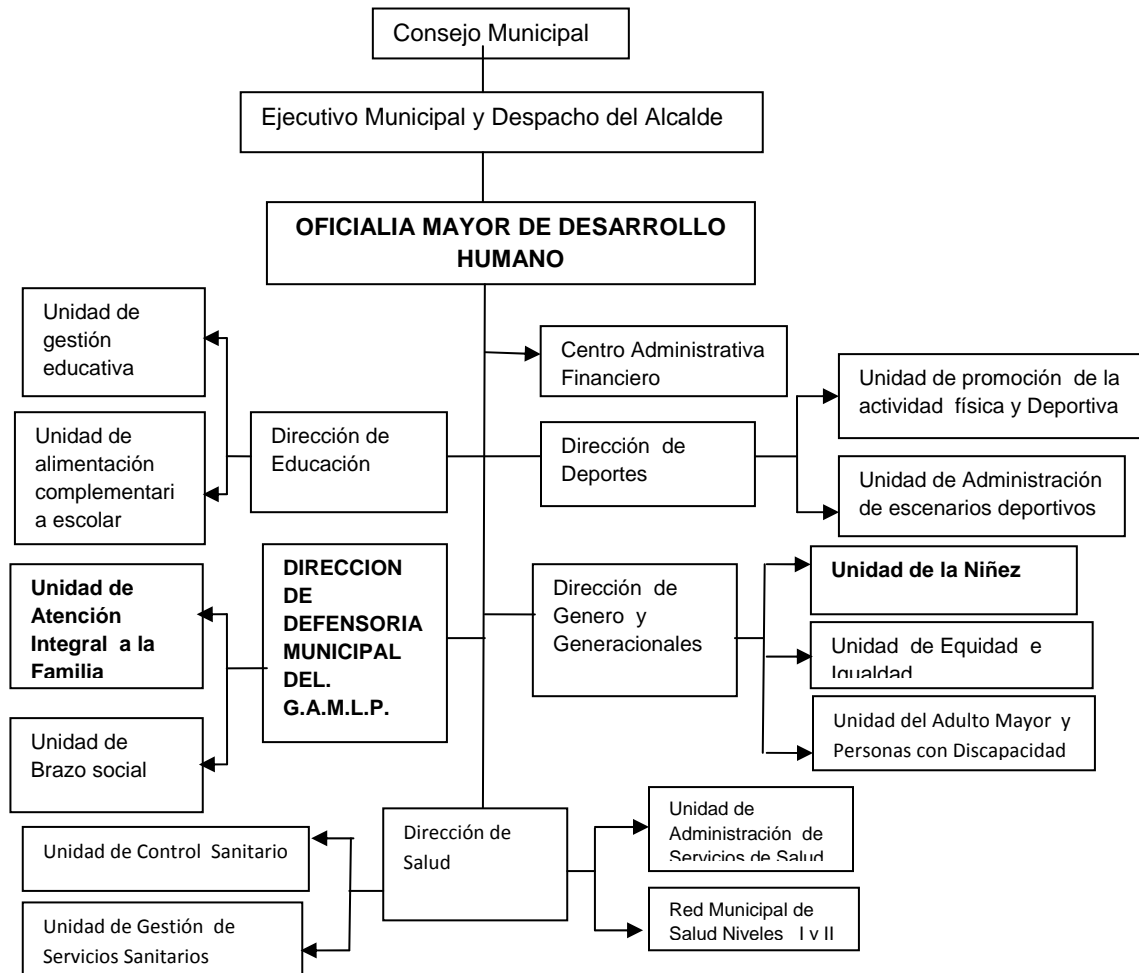 Consejo Municipal
Ejecutivo Municipal y Despacho del Alcalde
OFICIALIA MAYOR DE DESARROLLO
HUMANO
Unidad de
gestión
educativa
Centro Administrativa
Financiero
Unidad de promoción de la
actividad física y Deportiva
Unidad de
alimentación
complementari
a escolar
Dirección de
Educación
Dirección de
Deportes
Unidad de Administración
de escenarios deportivos
Unidad de
Atención
Integral a la
Familia
DIRECCION
DE
DEFENSORIA
MUNICIPAL
DEL.
G.A.M.L.P.
Dirección de
Genero y
Generacionales
Unidad de la Niñez
Unidad de Equidad e
Igualdad
Unidad del Adulto Mayor y
Personas con Discapacidad
Unidad de
Brazo social
Unidad de Control Sanitario
Dirección de
Salud
Unidad de
Administración de
Servicios de Salud
Unidad de Gestión de
Servicios Sanitarios
Red Municipal de
Salud Niveles I y II